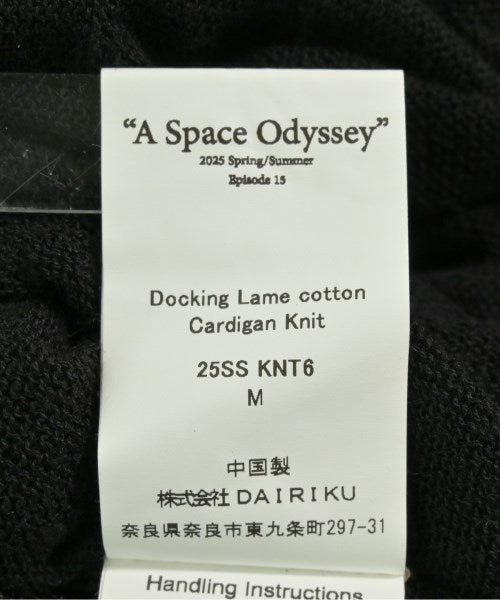 “A Space Odyssey”
2025 Spring/Summer
Episode 15
Docking Lame cotton
Cardigan Knit
25SS KNT6
M
中国製
株式会社 DAIRIKU
奈良県奈良市東九条町297-31
Handling Instructions